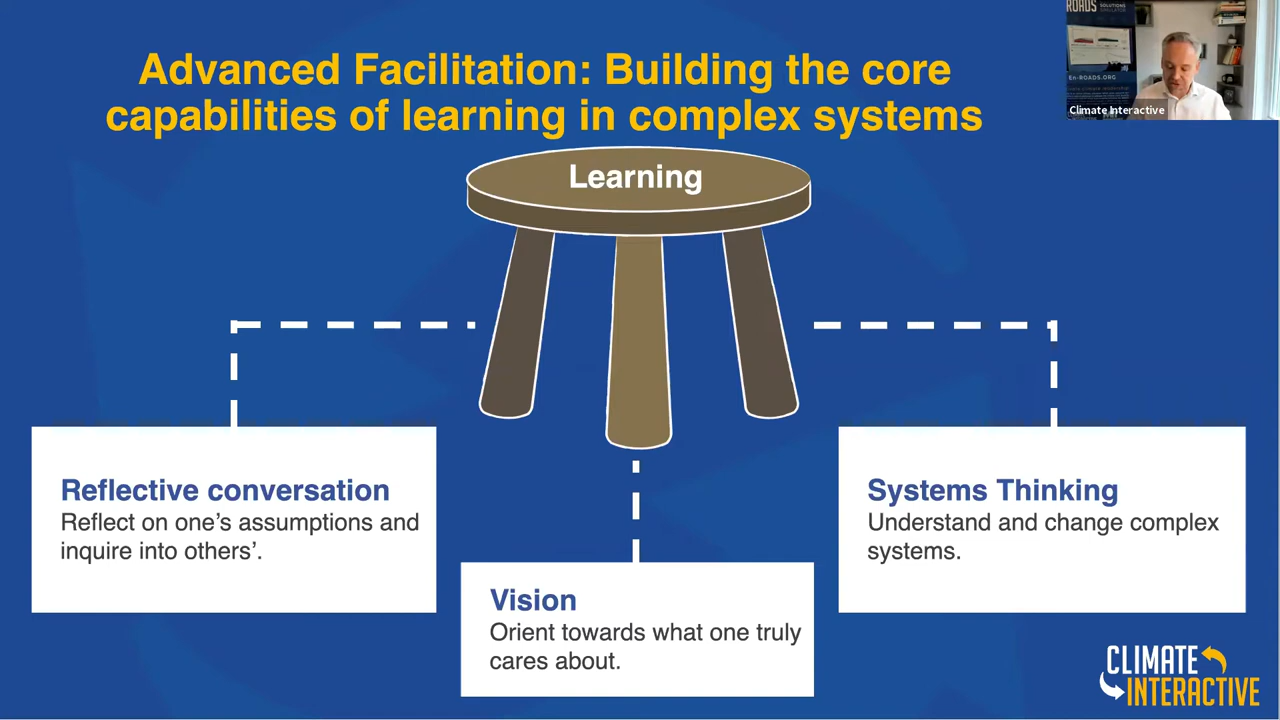 Advanced Facilitation: Building the core
capabilities of learning in complex systems
ROADS
SOLUTIONS
En-ROADS.ORG
Climate Interactive
Learning
Reflective conversation
Reflect on one’s assumptions and
inquire into others’.
Vision
Orient towards what one truly
cares about.
Systems Thinking
Understand and change complex
systems.
CLIMATE
INTERACTIVE